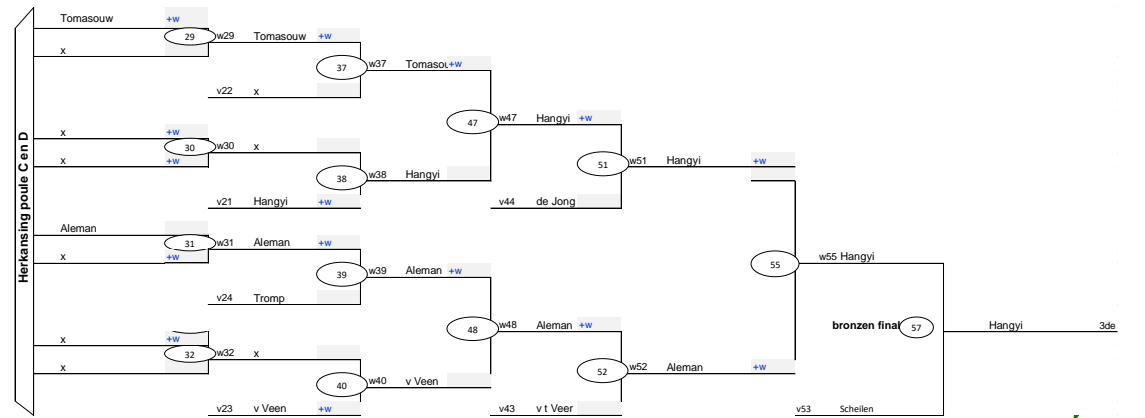 Herkansing poule C en D
Tomasouw +w
29 w29 Tomasouw +w
x
37 w37 Tomasou +w
v22 x
47 w47 Hangyi +w
x +w
30 w30 x
x +w
38 w38 Hangyi
51 w51 Hangyi +w
v21 Hangyi +w
v44 de Jong
Aleman
31 w31 Aleman +w
x +w
39 w39 Aleman +w
55 w55 Hangyi
v24 Tromp
48 w48 Aleman +w
bronzen final 57 Hangyi 3de
x +w
32 w32 x
x
40 w40 v Veen
52 w52 Aleman +w
v23 v Veen +w
v43 v t Veer
v53 Scheilen